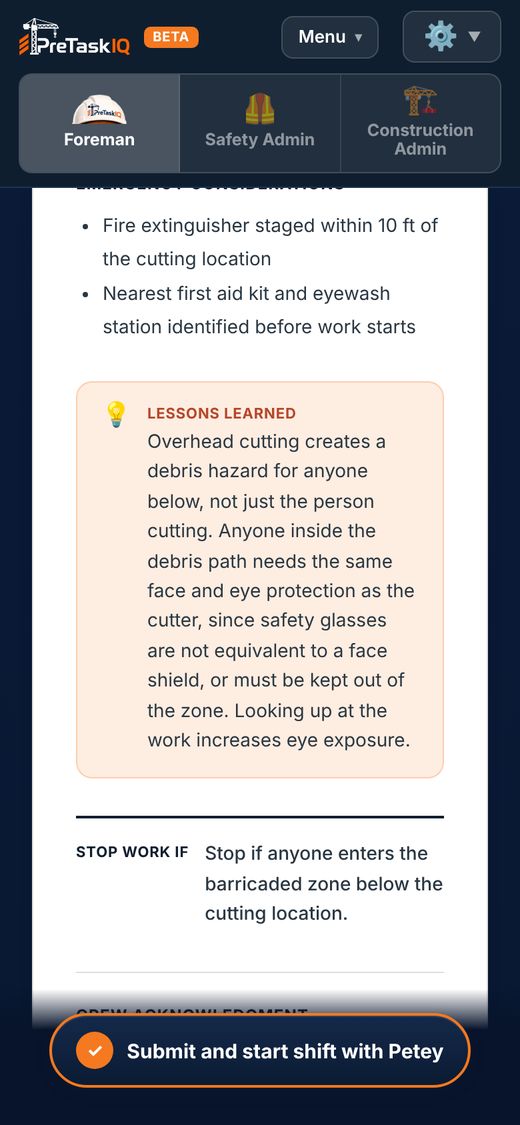 PreTaskIQ
BETA
Menu ▾
▼
PreTaskIQ
Foreman
Safety Admin
Construction
Admin
EMERGENCY CONSIDERATIONS
• Fire extinguisher staged within 10 ft of
the cutting location
• Nearest first aid kit and eyewash
station identified before work starts
LESSONS LEARNED
Overhead cutting creates a
debris hazard for anyone
below, not just the person
cutting. Anyone inside the
debris path needs the same
face and eye protection as the
cutter, since safety glasses
are not equivalent to a face
shield, or must be kept out of
the zone. Looking up at the
work increases eye exposure.
STOP WORK IF
Stop if anyone enters the
barricaded zone below the
cutting location.
CREW ACKNOWLEDGMENT
Submit and start shift with Petey